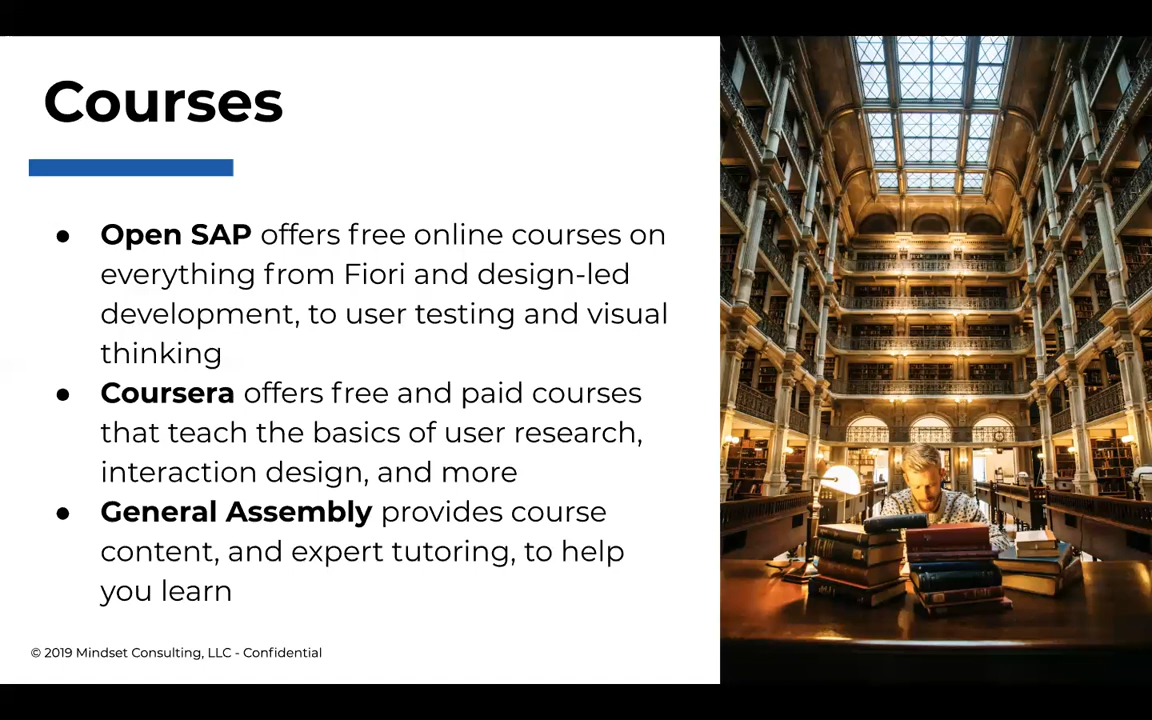 Courses
● Open SAP offers free online courses on
everything from Fiori and design-led
development, to user testing and visual
thinking
● Coursera offers free and paid courses
that teach the basics of user research,
interaction design, and more
● General Assembly provides course
content, and expert tutoring, to help
you learn
© 2019 Mindset Consulting, LLC - Confidential